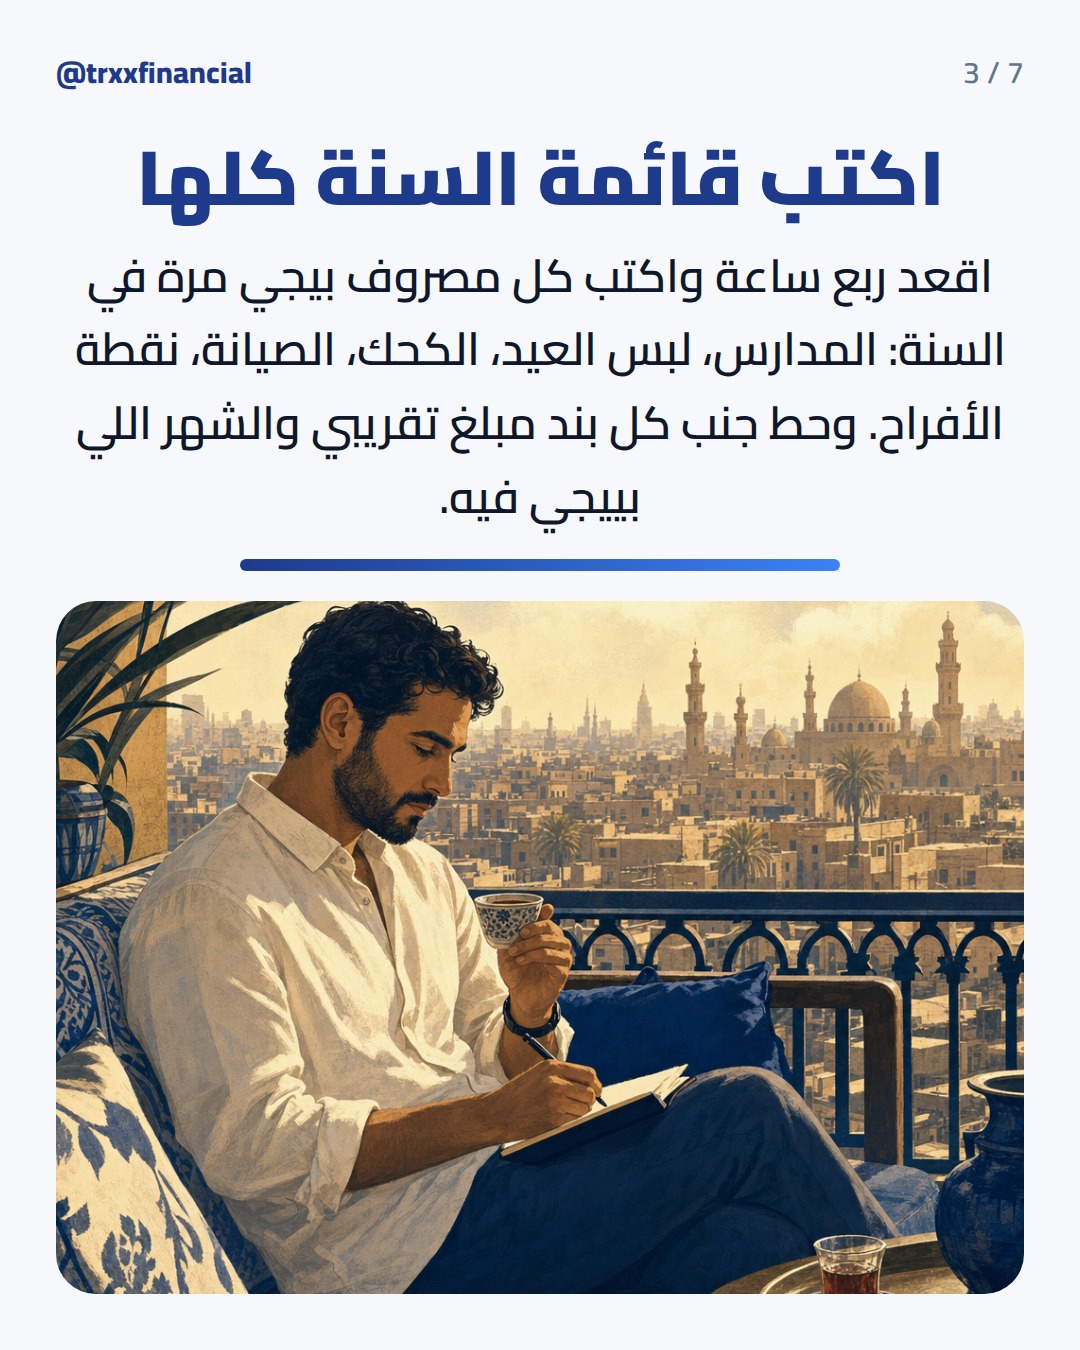 @trxxfinancial
3 / 7
اكتب قائمة السنة كلها
اقعد ربع ساعة واكتب كل مصروف بيجي مرة في
السنة: المدارس، لبس العيد، الكحك، الصيانة، نقطة
الأفراح. وحط جنب كل بند مبلغ تقريبي والشهر اللي
بييجي فيه.